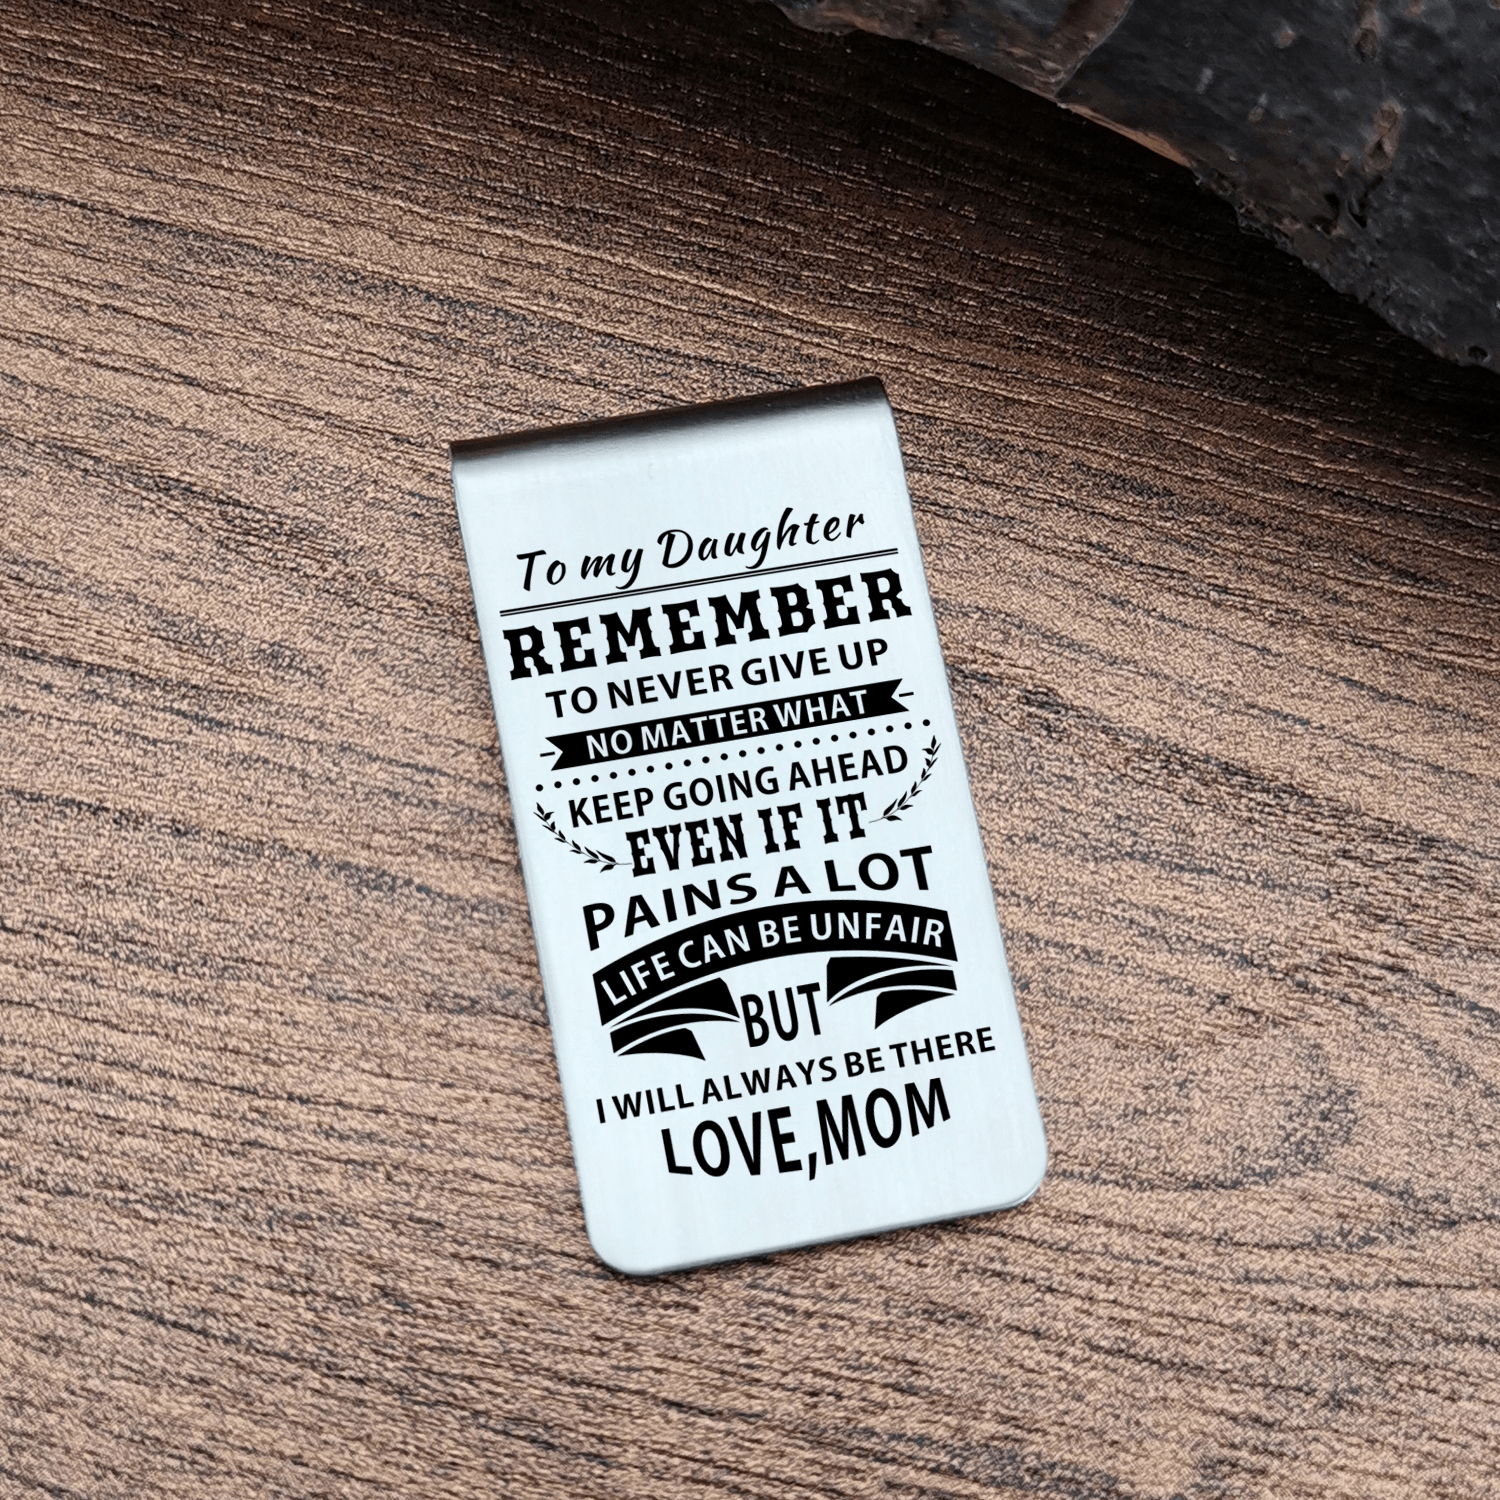 To my Daughter
REMEMBER
TO NEVER GIVE UP
NO MATTER WHAT
KEEP GOING AHEAD
EVEN IF IT
PAINS A LOT
LIFE CAN BE UNFAIR
BUT
I WILL ALWAYS BE THERE
LOVE,MOM